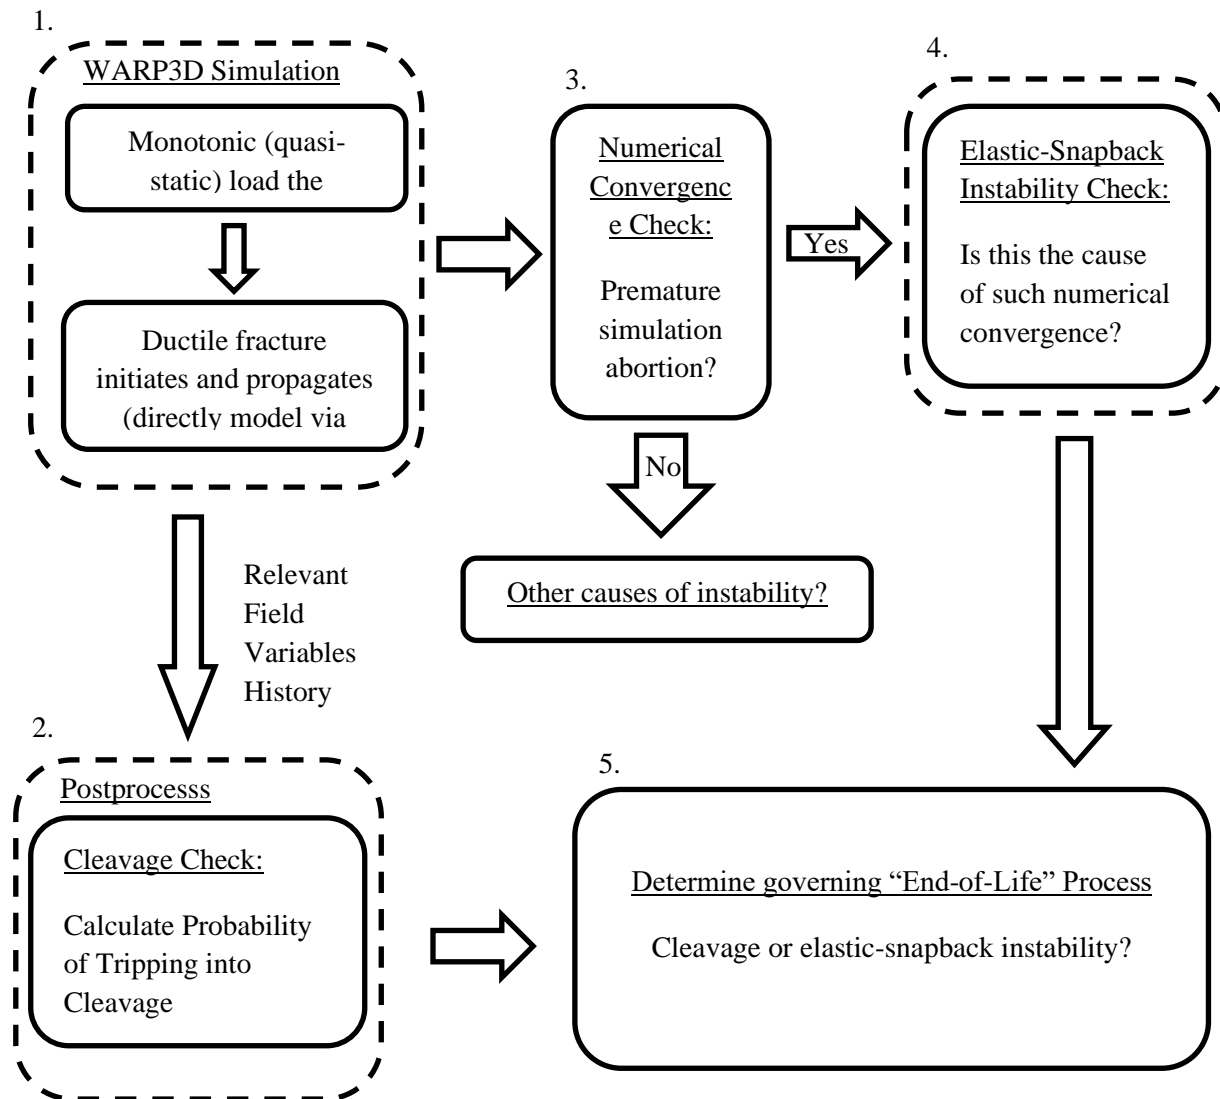 1.
WARP3D Simulation
Monotonic (quasi-
static) load the
Ductile fracture
initiates and propagates
(directly model via
3.
Numerical
Convergenc
e Check:
Premature
simulation
abortion?
Yes
4.
Elastic-Snapback
Instability Check:
Is this the cause
of such numerical
convergence?
No
Other causes of instability?
Relevant
Field
Variables
History
2.
Postprocesss
Cleavage Check:
Calculate Probability
of Tripping into
Cleavage
5.
Determine governing “End-of-Life” Process
Cleavage or elastic-snapback instability?